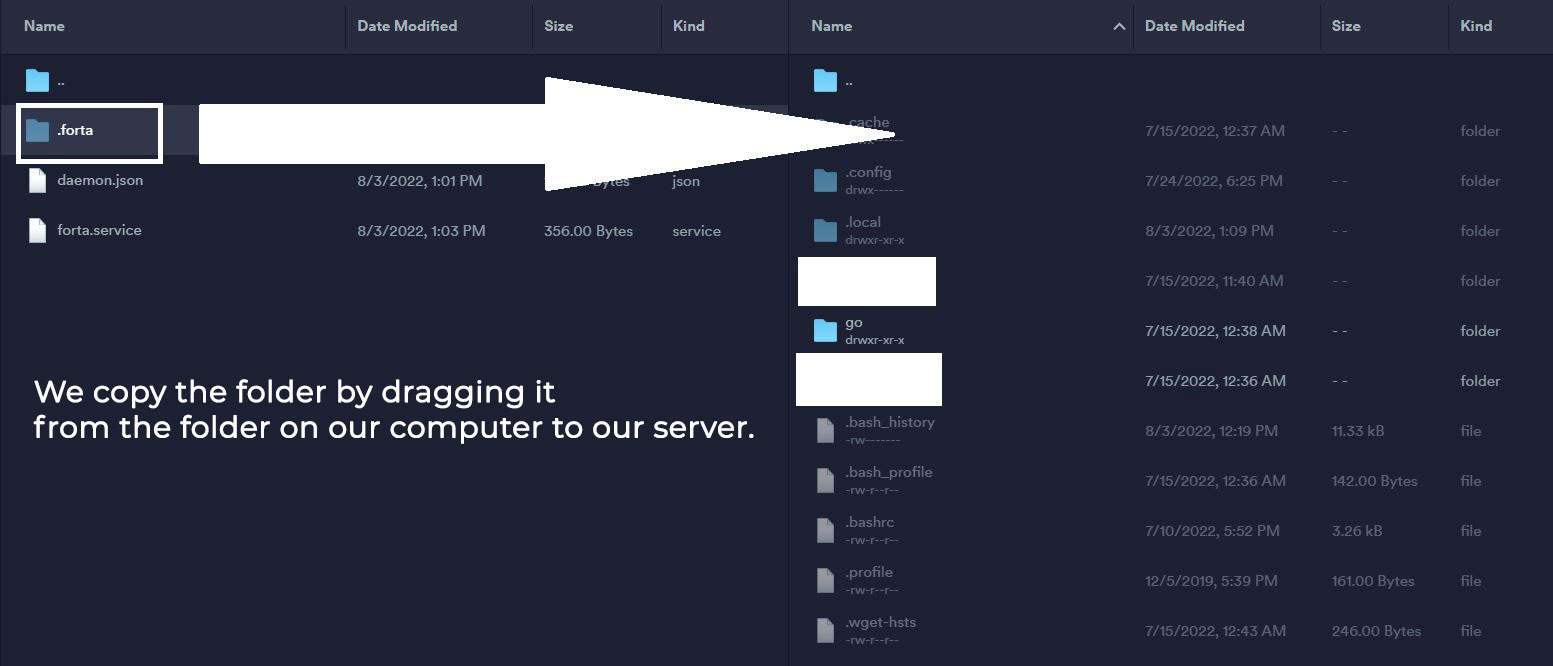 Name Date Modified Size Kind
..
.forta
daemon.json 8/3/2022, 1:01 PM json
forta.service 8/3/2022, 1:03 PM 356.00 Bytes service
We copy the folder by dragging it
from the folder on our computer to our server.
Name Date Modified Size Kind
..
.cache 7/15/2022, 12:37 AM - - folder
.config 7/24/2022, 6:25 PM - - folder
drwx------
.local 8/3/2022, 1:09 PM - - folder
drwxr-xr-x
7/15/2022, 11:40 AM - - folder
go 7/15/2022, 12:38 AM - - folder
drwxr-xr-x
7/15/2022, 12:36 AM - - folder
.bash_history 8/3/2022, 12:19 PM 11.33 kB file
-rw-------
.bash_profile 7/15/2022, 12:36 AM 142.00 Bytes file
-rw-r--r--
.bashrc 7/10/2022, 5:52 PM 3.26 kB file
-rw-r--r--
.profile 12/5/2019, 5:39 PM 161.00 Bytes file
-rw-r--r--
.wget-hsts 7/15/2022, 12:43 AM 246.00 Bytes file
-rw-r--r--